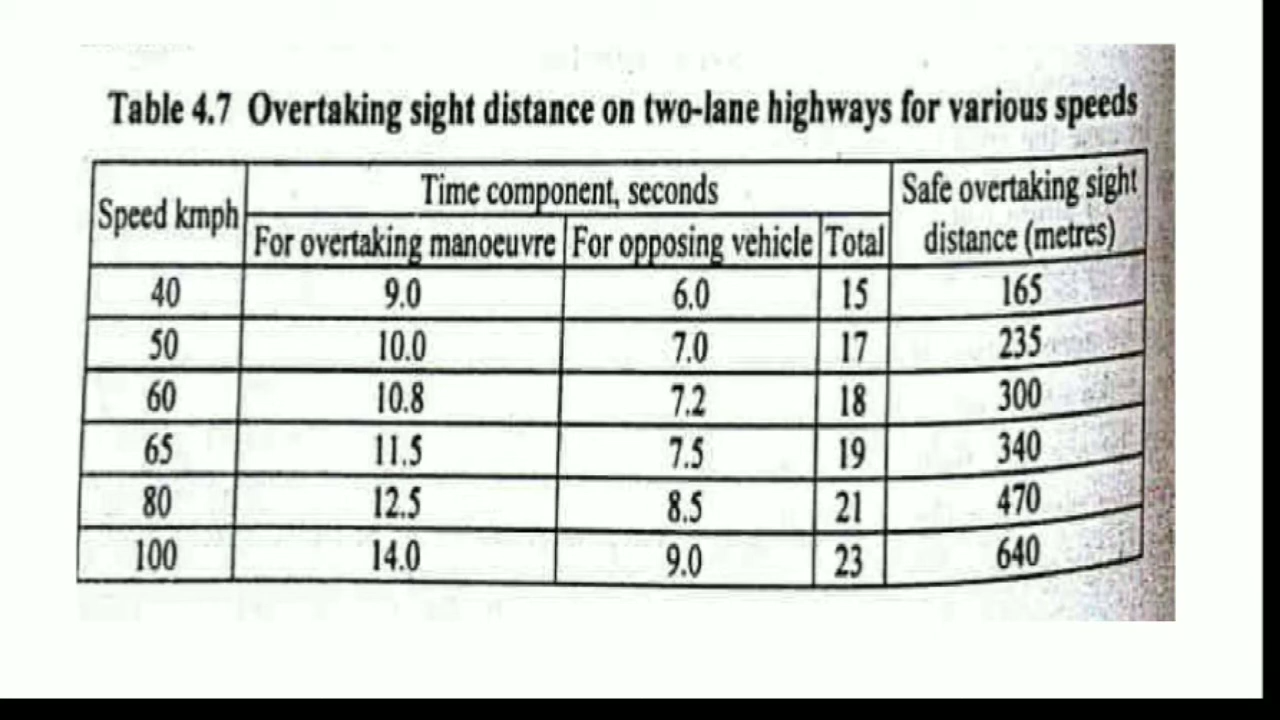 Table 4.7 Overtaking sight distance on two-lane highways for various speeds
Speed kmph Time component, seconds Safe overtaking sight distance (metres)
For overtaking manoeuvre For opposing vehicle Total
40 9.0 6.0 15 165
50 10.0 7.0 17 235
60 10.8 7.2 18 300
65 11.5 7.5 19 340
80 12.5 8.5 21 470
100 14.0 9.0 23 640